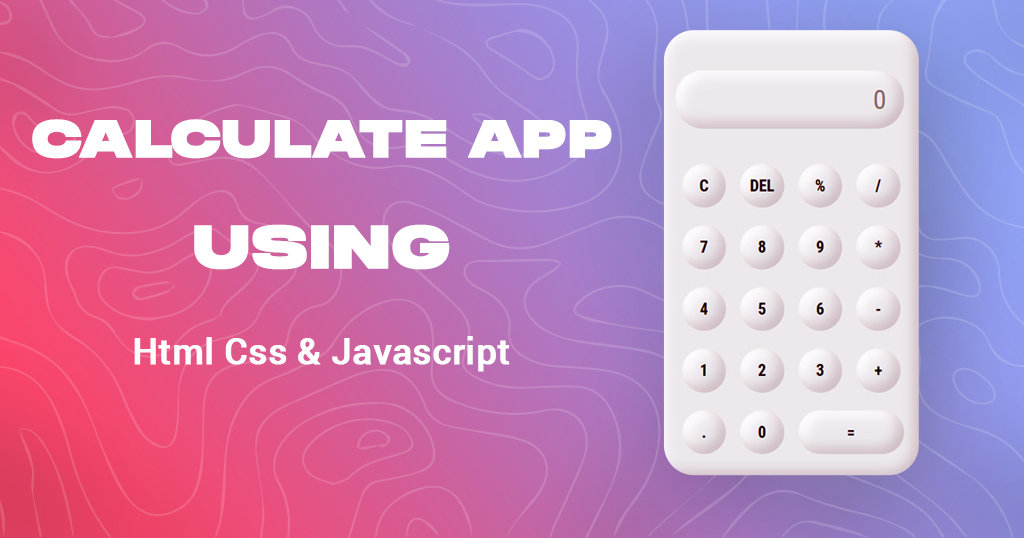 CALCULATE APP
USING
Html Css & Javascript
0
C DEL % /
7 8 9 *
4 5 6 -
1 2 3 +
. 0 =